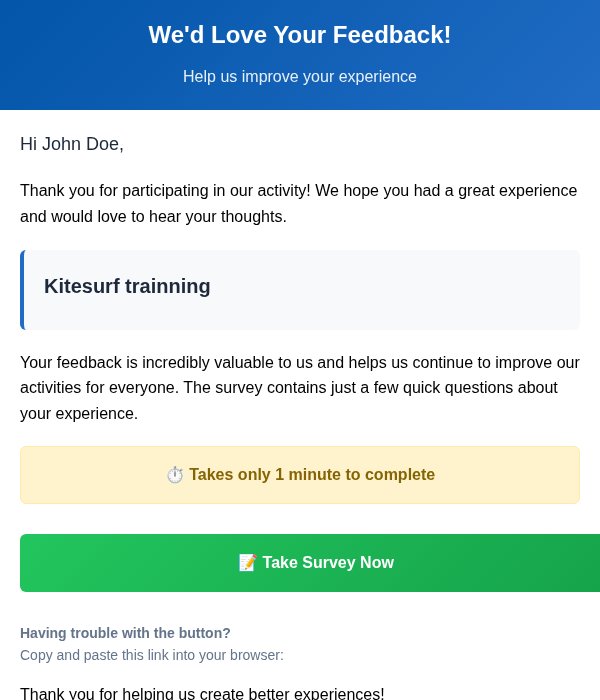 We'd Love Your Feedback!
Help us improve your experience
Hi John Doe,
Thank you for participating in our activity! We hope you had a great experience
and would love to hear your thoughts.
Kitesurf trainning
Your feedback is incredibly valuable to us and helps us continue to improve our
activities for everyone. The survey contains just a few quick questions about
your experience.
⏱️ Takes only 1 minute to complete
📝 Take Survey Now
Having trouble with the button?
Copy and paste this link into your browser:
Thank you for helping us create better experiences!